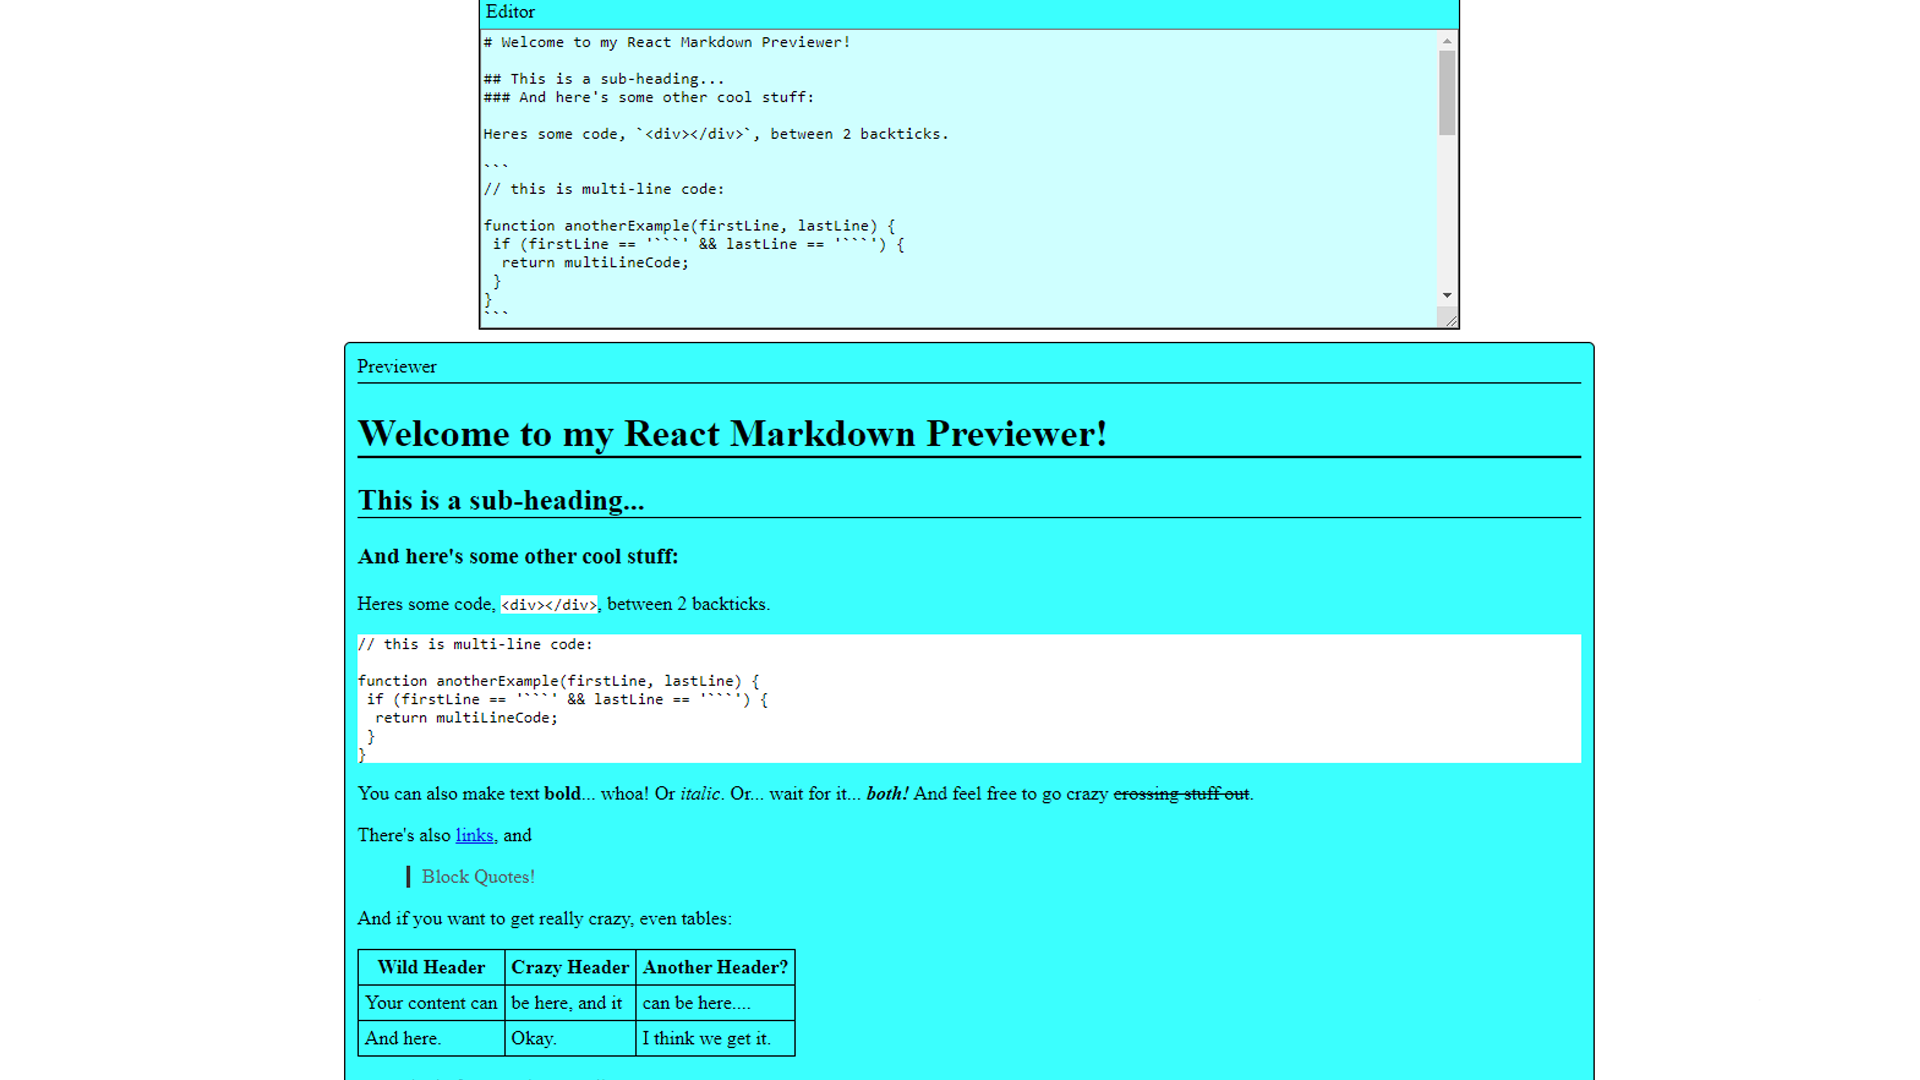 Editor
# Welcome to my React Markdown Previewer!
## This is a sub-heading...
### And here's some other cool stuff:
Heres some code, `<div></div>`, between 2 backticks.
```
// this is multi-line code:
function anotherExample(firstLine, lastLine) {
 if (firstLine == '```' && lastLine == '```') {
  return multiLineCode;
 }
}
```
Previewer
Welcome to my React Markdown Previewer!
This is a sub-heading...
And here's some other cool stuff:
Heres some code, <div></div>, between 2 backticks.
// this is multi-line code:
function anotherExample(firstLine, lastLine) {
 if (firstLine == '```' && lastLine == '```') {
  return multiLineCode;
 }
}
You can also make text bold... whoa! Or italic. Or... wait for it... both! And feel free to go crazy crossing stuff out.
There's also links, and
Block Quotes!
And if you want to get really crazy, even tables:
Wild Header Crazy Header Another Header?
Your content can be here, and it can be here....
And here. Okay. I think we get it.